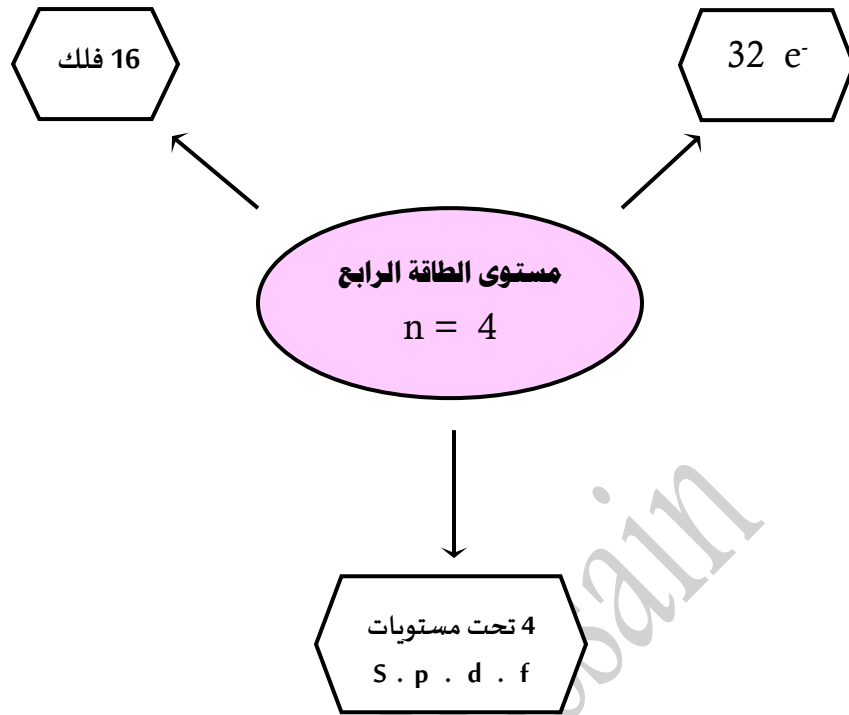 16 فلك
32 e⁻
مستوى الطاقة الرابع
n = 4
4 تحت مستويات
S . p . d . f